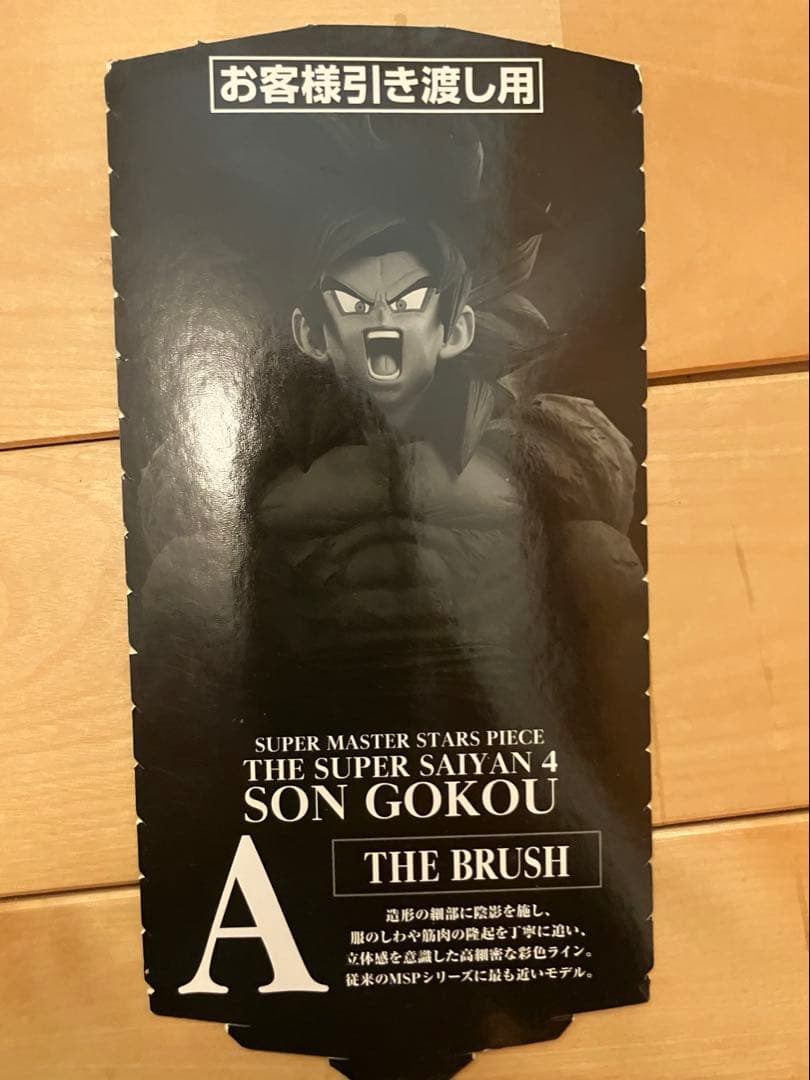 お客様引き渡し用
SUPER MASTER STARS PIECE
THE SUPER SAIYAN 4
SON GOKOU
A
THE BRUSH
造形の細部に陰影を施し、
服のしわや筋肉の隆起を丁寧に追い、
立体感を意識した高細密な彩色ライン。
従来のMSPシリーズに最も近いモデル。